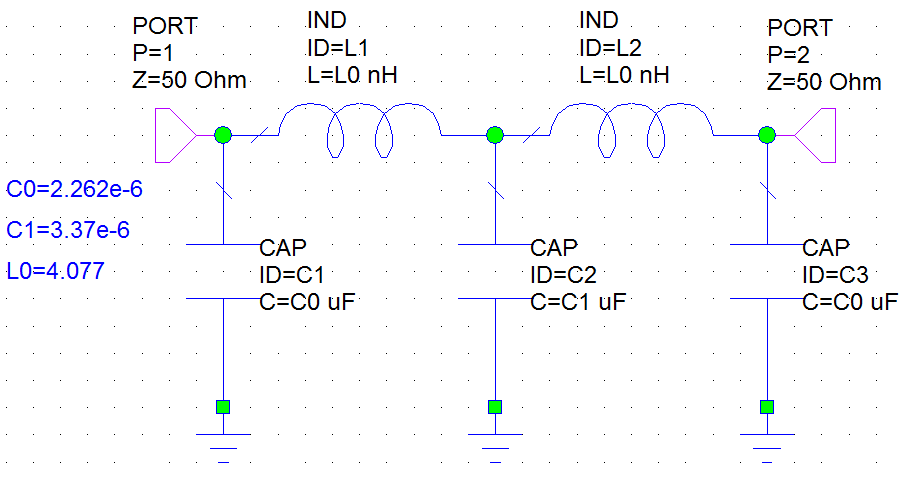 PORT
P=1
Z=50 Ohm
IND
ID=L1
L=L0 nH
IND
ID=L2
L=L0 nH
PORT
P=2
Z=50 Ohm
C0=2.262e-6
C1=3.37e-6
L0=4.077
CAP
ID=C1
C=C0 uF
CAP
ID=C2
C=C1 uF
CAP
ID=C3
C=C0 uF